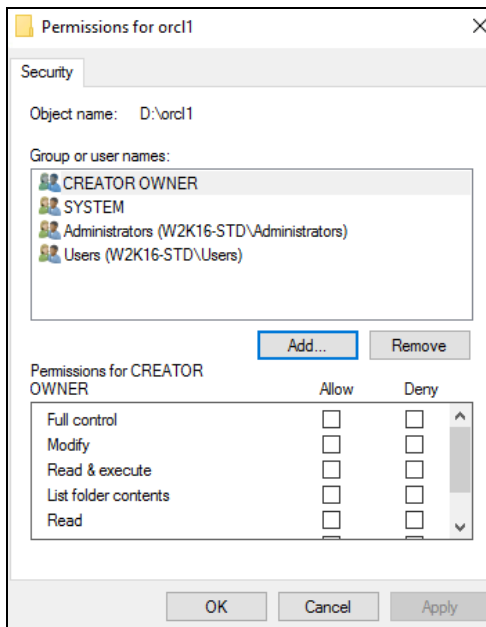 Permissions for orcl1
Security
Object name: D:\orcl1
Group or user names:
CREATOR OWNER
SYSTEM
Administrators (W2K16-STD\Administrators)
Users (W2K16-STD\Users)
Add... Remove
Permissions for CREATOR
OWNER Allow Deny
Full control
Modify
Read & execute
List folder contents
Read
OK Cancel Apply